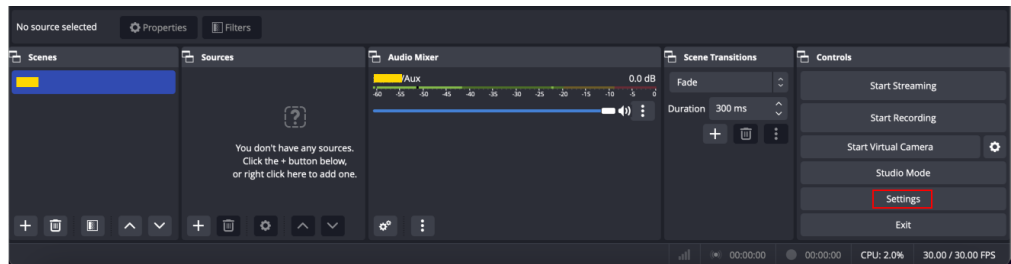 No source selected
Properties
Filters
Scenes
Sources
Audio Mixer
Scene Transitions
Controls
/Aux
0.0 dB
-60 -55 -50 -45 -40 -35 -30 -25 -20 -15 -10 -5 0
You don't have any sources.
Click the + button below,
or right click here to add one.
Fade
Duration 300 ms
Start Streaming
Start Recording
Start Virtual Camera
Studio Mode
Settings
Exit
00:00:00
00:00:00
CPU: 2.0%
30.00 / 30.00 FPS